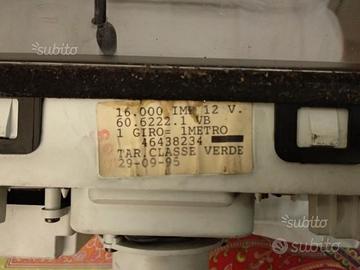 subito
16.000 IMP 12 V.
60.6222.1 VB
1 GIRO= 1METRO
46438234
TAR.CLASSE VERDE
29-09-95
subito
subito